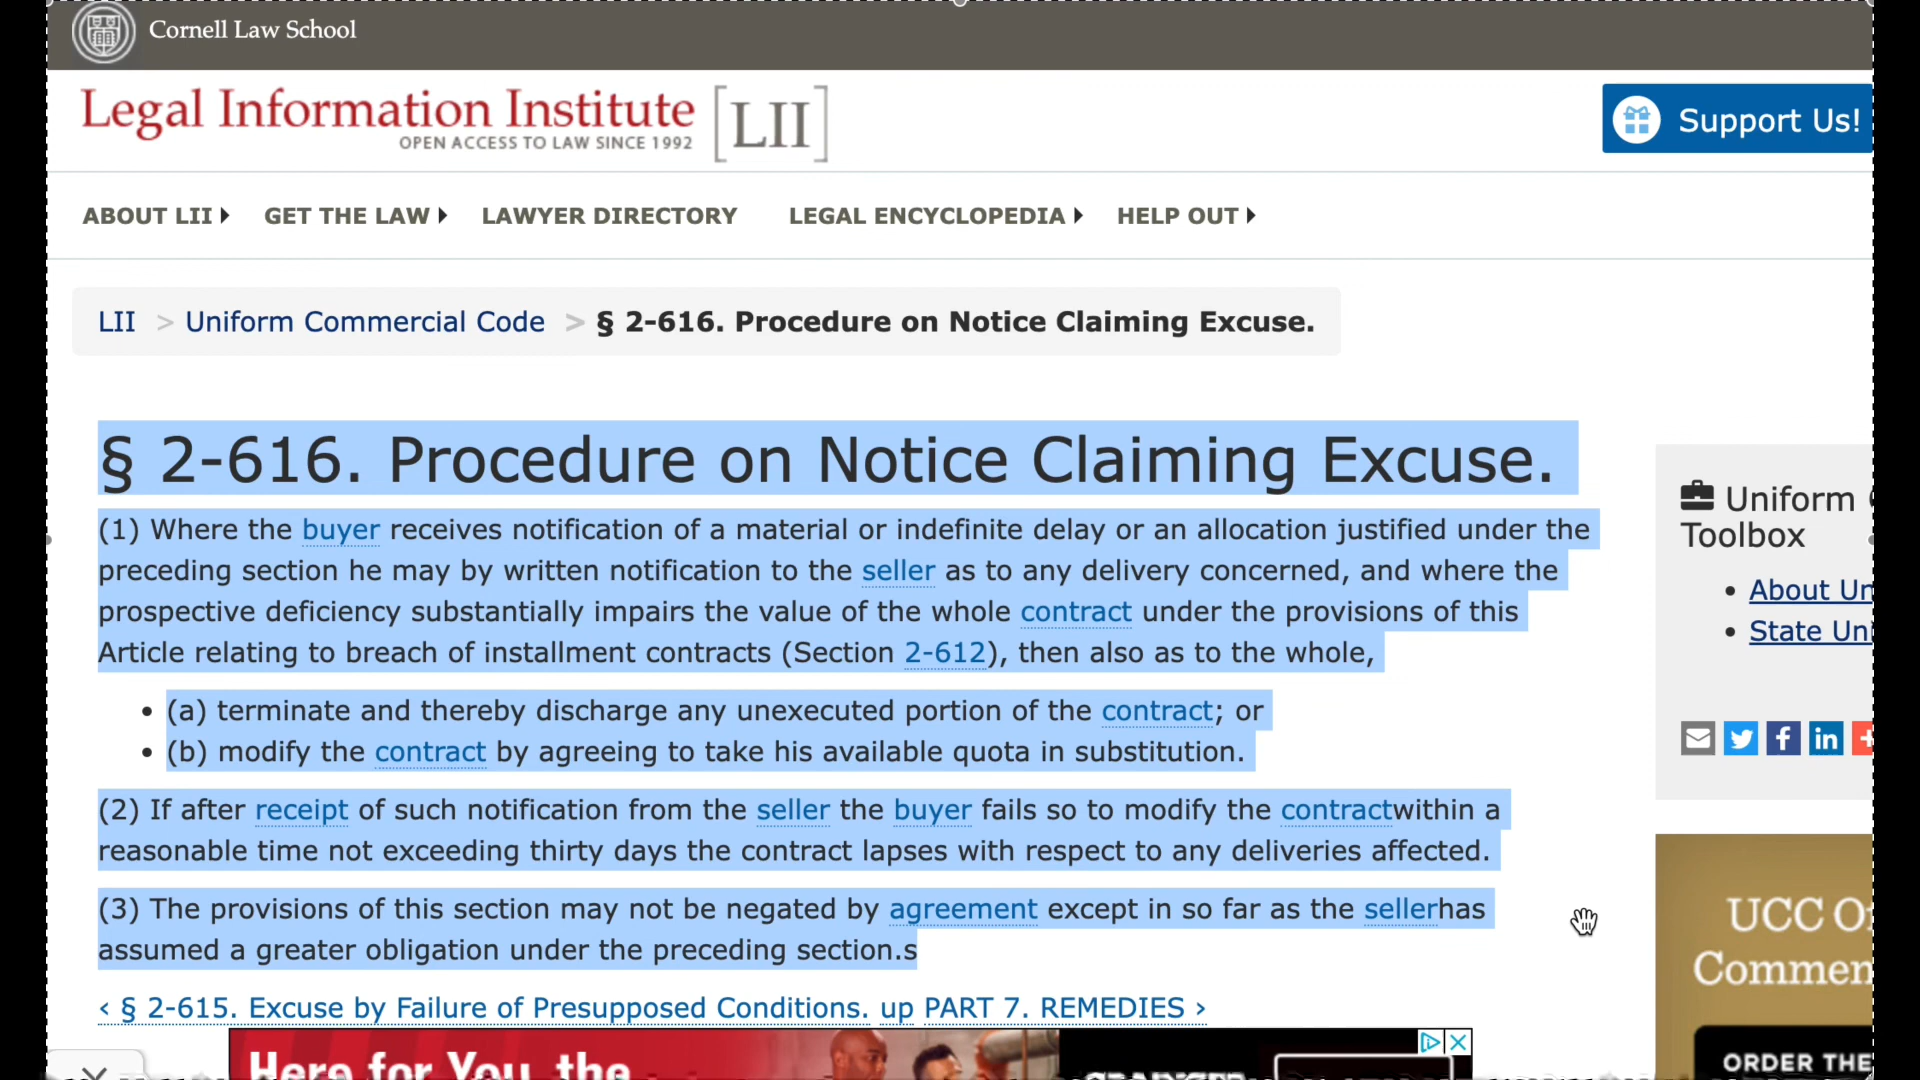 Cornell Law School
Legal Information Institute [LII]
OPEN ACCESS TO LAW SINCE 1992
Support Us!
ABOUT LII GET THE LAW LAWYER DIRECTORY LEGAL ENCYCLOPEDIA HELP OUT
LII > Uniform Commercial Code > § 2-616. Procedure on Notice Claiming Excuse.
§ 2-616. Procedure on Notice Claiming Excuse.
(1) Where the buyer receives notification of a material or indefinite delay or an allocation justified under the
preceding section he may by written notification to the seller as to any delivery concerned, and where the
prospective deficiency substantially impairs the value of the whole contract under the provisions of this
Article relating to breach of installment contracts (Section 2-612), then also as to the whole,
• (a) terminate and thereby discharge any unexecuted portion of the contract; or
• (b) modify the contract by agreeing to take his available quota in substitution.
(2) If after receipt of such notification from the seller the buyer fails so to modify the contractwithin a
reasonable time not exceeding thirty days the contract lapses with respect to any deliveries affected.
(3) The provisions of this section may not be negated by agreement except in so far as the sellerhas
assumed a greater obligation under the preceding section.s
‹ § 2-615. Excuse by Failure of Presupposed Conditions. up PART 7. REMEDIES ›
Uniform
Toolbox
• About Un
• State Uni
UCC
Commen
ORDER THE
Here for You, the